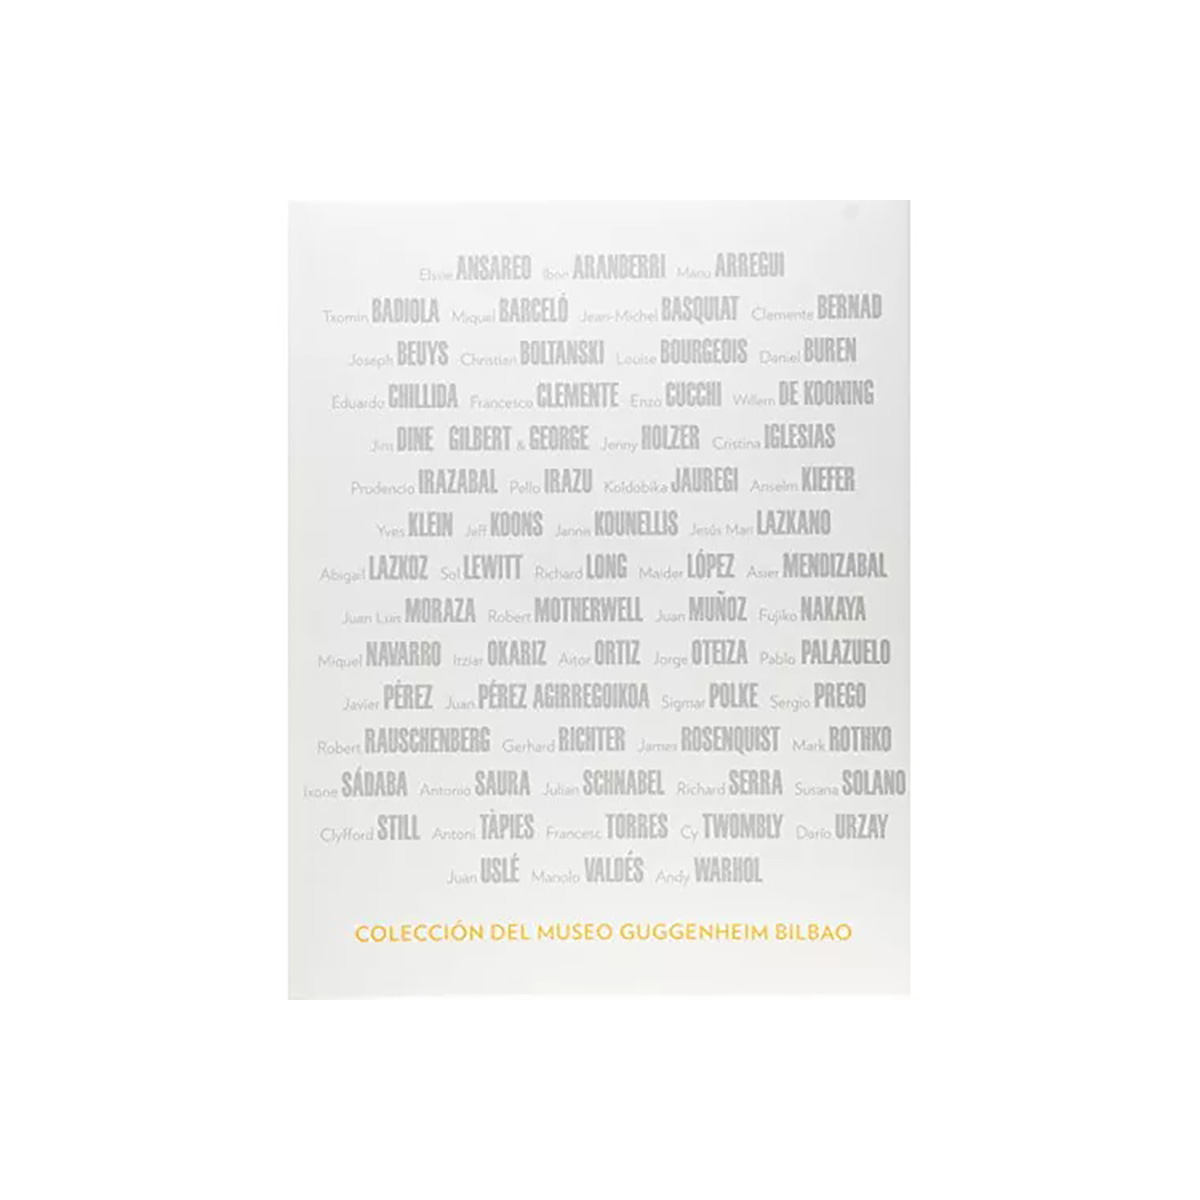 Elssie ANSAREO Ibon ARANBERRI Manu ARREGUI
Txomin BADIOLA Miquel BARCELÓ Jean-Michel BASQUIAT Clemente BERNAD
Joseph BEUYS Christian BOLTANSKI Louise BOURGEOIS Daniel BUREN
Eduardo CHILLIDA Francesco CLEMENTE Enzo CUCCHI Willem DE KOONING
Jim DINE GILBERT & GEORGE Jenny HOLZER Cristina IGLESIAS
Prudencio IRAZABAL Pello IRAZU Koldobika JAUREGI Anselm KIEFER
Yves KLEIN Jeff KOONS Jannis KOUNELLIS Jesús Mari LAZKANO
Abigail LAZKOZ Sol LEWITT Richard LONG Maider LÓPEZ Asier MENDIZABAL
Juan Luis MORAZA Robert MOTHERWELL Juan MUÑOZ Fujiko NAKAYA
Miquel NAVARRO Itziar OKARIZ Aitor ORTIZ Jorge OTEIZA Pablo PALAZUELO
Javier PÉREZ Juan PÉREZ AGIRREGOIKOA Sigmar POLKE Sergio PREGO
Robert RAUSCHENBERG Gerhard RICHTER James ROSENQUIST Mark ROTHKO
Ixone SÁDABA Antonio SAURA Julian SCHNABEL Richard SERRA Susana SOLANO
Clyfford STILL Antoni TÀPIES Francesc TORRES Cy TWOMBLY Darío URZAY
Juan USLÉ Manolo VALDÉS Andy WARHOL
COLECCIÓN DEL MUSEO GUGGENHEIM BILBAO